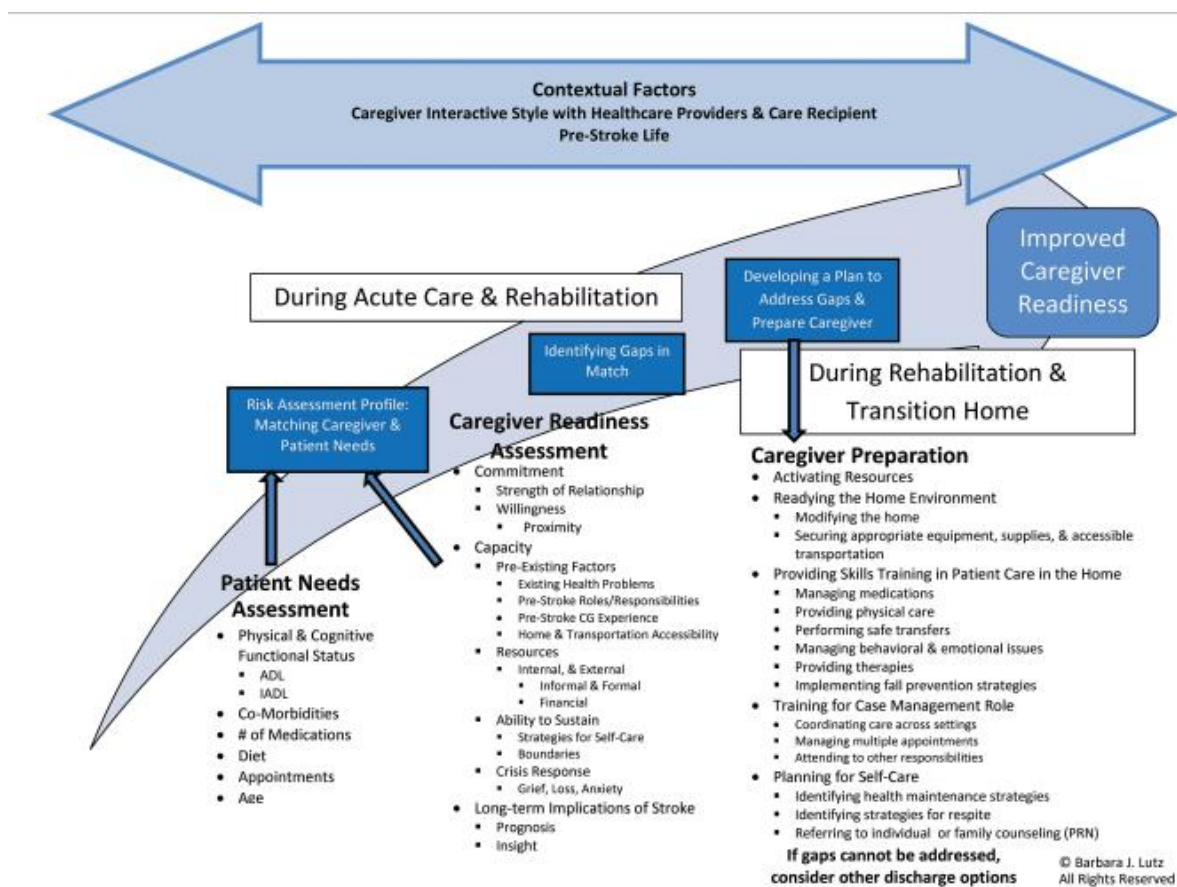 Contextual Factors
Caregiver Interactive Style with Healthcare Providers & Care Recipient
Pre-Stroke Life
Improved
Caregiver
Readiness
During Acute Care & Rehabilitation
Developing a Plan to
Address Gaps &
Prepare Caregiver
Identifying Gaps in
Match
During Rehabilitation &
Transition Home
Risk Assessment Profile:
Matching Caregiver &
Patient Needs
Patient Needs
Assessment
• Physical & Cognitive
Functional Status
▪ ADL
▪ IADL
• Co-Morbidities
• # of Medications
• Diet
• Appointments
• Age
Caregiver Readiness
Assessment
• Commitment
▪ Strength of Relationship
▪ Willingness
▪ Proximity
• Capacity
▪ Pre-Existing Factors
▪ Existing Health Problems
▪ Pre-Stroke Roles/Responsibilities
▪ Pre-Stroke CG Experience
▪ Home & Transportation Accessibility
▪ Resources
▪ Internal, & External
▪ Informal & Formal
▪ Financial
▪ Ability to Sustain
▪ Strategies for Self-Care
▪ Boundaries
▪ Crisis Response
▪ Grief, Loss, Anxiety
• Long-term Implications of Stroke
▪ Prognosis
▪ Insight
Caregiver Preparation
• Activating Resources
• Readying the Home Environment
▪ Modifying the home
▪ Securing appropriate equipment, supplies, & accessible
transportation
• Providing Skills Training in Patient Care in the Home
▪ Managing medications
▪ Providing physical care
▪ Performing safe transfers
▪ Managing behavioral & emotional issues
▪ Providing therapies
▪ Implementing fall prevention strategies
• Training for Case Management Role
▪ Coordinating care across settings
▪ Managing multiple appointments
▪ Attending to other responsibilities
• Planning for Self-Care
▪ Identifying health maintenance strategies
▪ Identifying strategies for respite
▪ Referring to individual or family counseling (PRN)
If gaps cannot be addressed,
consider other discharge options
© Barbara J. Lutz
All Rights Reserved